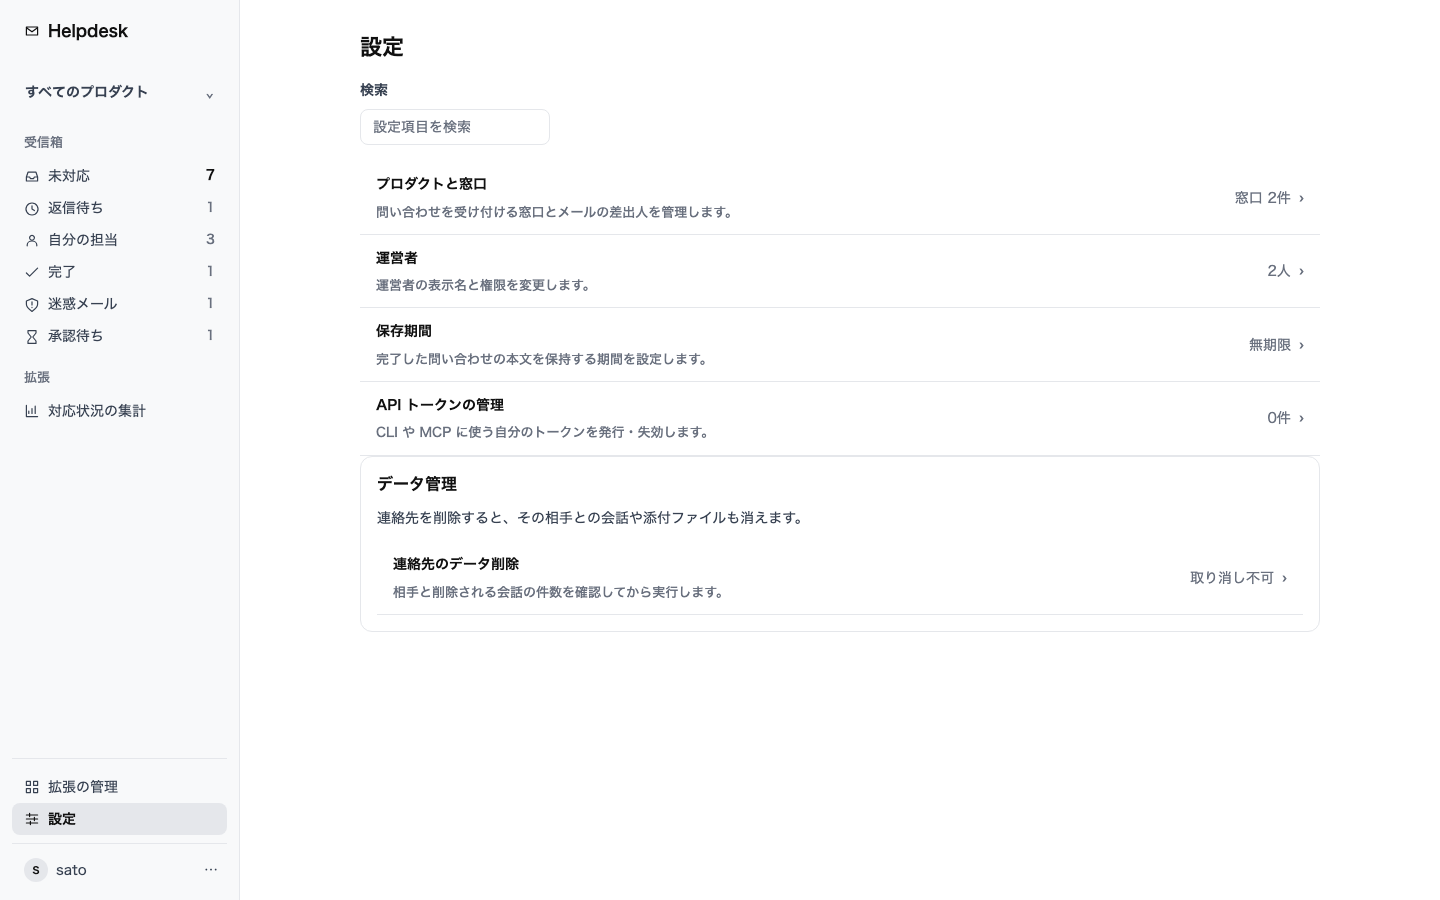 Helpdesk
すべてのプロダクト
受信箱
未対応 7
返信待ち 1
自分の担当 3
完了 1
迷惑メール 1
承認待ち 1
拡張
対応状況の集計
拡張の管理
設定
S sato ...
設定
検索
設定項目を検索
プロダクトと窓口
問い合わせを受け付ける窓口とメールの差出人を管理します。
窓口 2件 ›
運営者
運営者の表示名と権限を変更します。
2人 ›
保存期間
完了した問い合わせの本文を保持する期間を設定します。
無期限 ›
API トークンの管理
CLI や MCP に使う自分のトークンを発行・失効します。
0件 ›
データ管理
連絡先を削除すると、その相手との会話や添付ファイルも消えます。
連絡先のデータ削除
相手と削除される会話の件数を確認してから実行します。
取り消し不可 ›